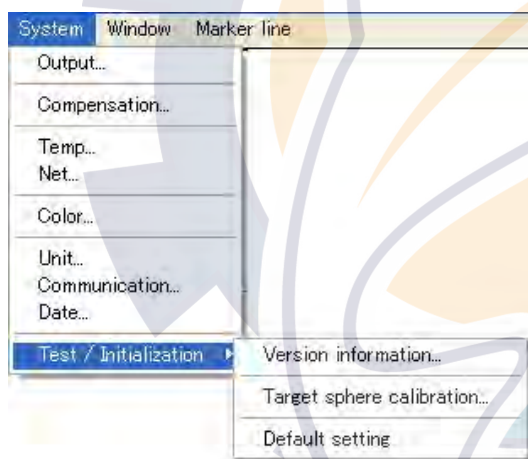 System Window Marker line
Output...
Compensation...
Temp...
Net...
Color...
Unit...
Communication...
Date...
Test / Initialization
Version information...
Target sphere calibration...
Default setting